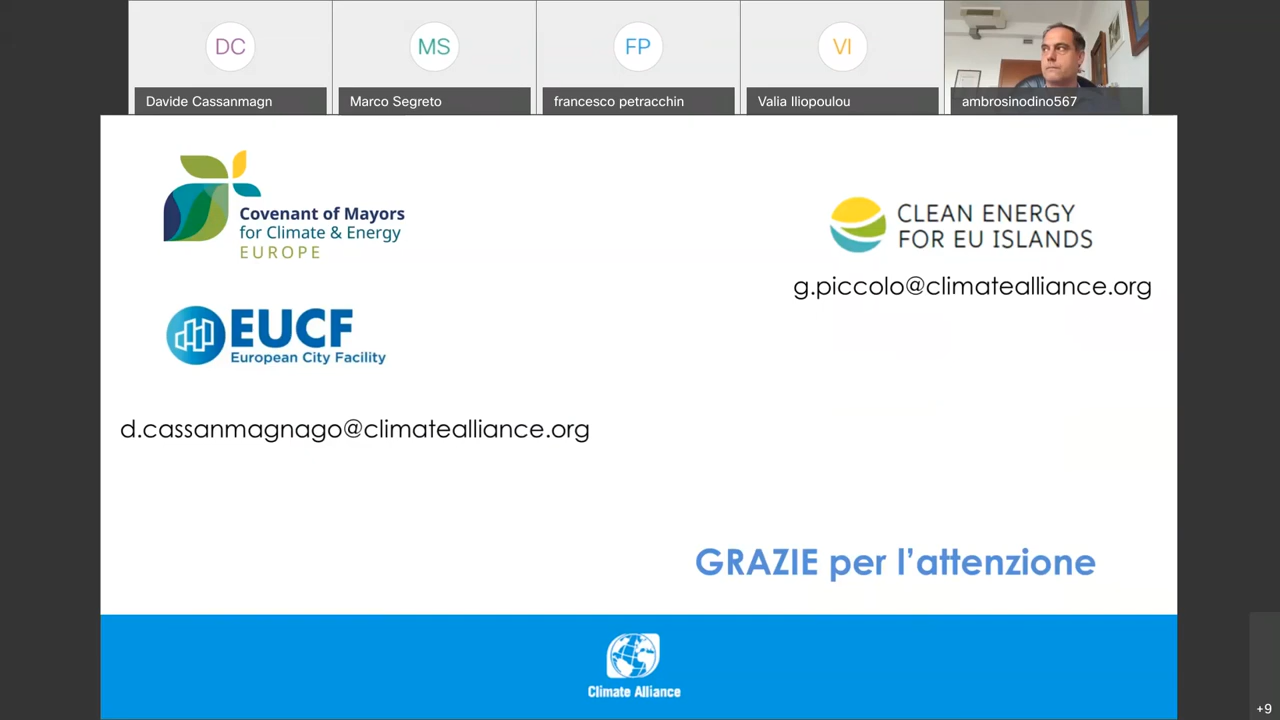 DC
MS
FP
VI
Davide Cassanmagn
Marco Segreto
francesco petracchin
Valia Iliopoulou
ambrosinodino567
Covenant of Mayors
for Climate & Energy
EUROPE
CLEAN ENERGY
FOR EU ISLANDS
g.piccolo@climatealliance.org
EUCF
European City Facility
d.cassanmagnago@climatealliance.org
GRAZIE per l’attenzione
Climate Alliance
+9